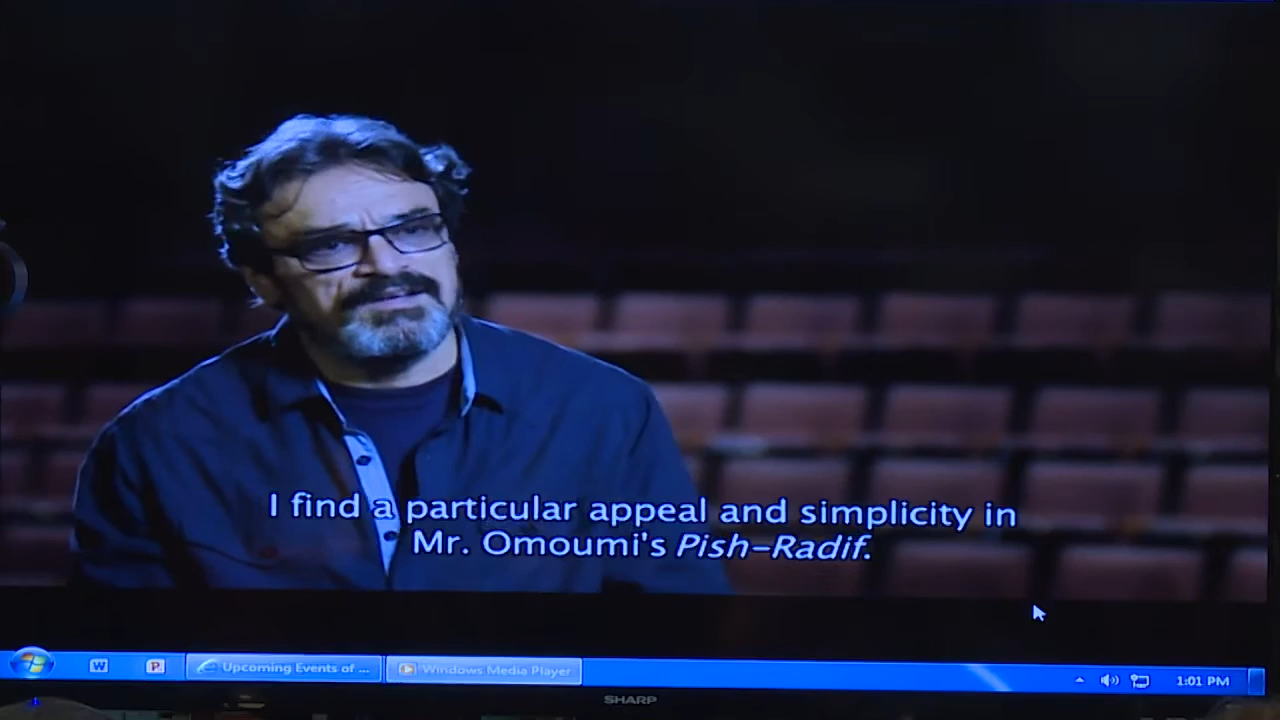 I find a particular appeal and simplicity in
Mr. Omoumi's Pish-Radif.
W
P
Upcoming Events of ...
Windows Media Player
1:01 PM
SHARP